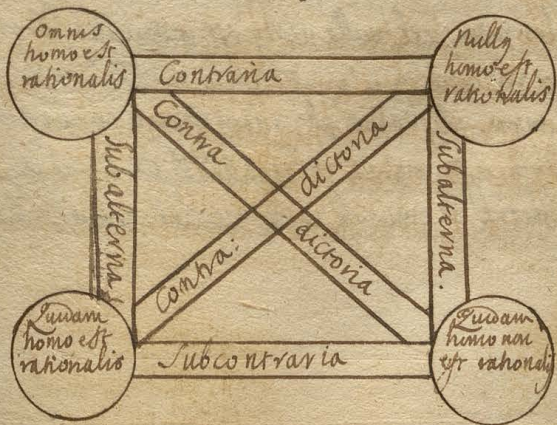 Omnis
homo est
rationalis
Contraria
Nullꝯ
homo est
rationalis
Contra
dictoria
Contra:
dictoria
Subalterna
Subalterna.
Quidam
homo est
rationalis
Subcontraria
Quidam
homo non
est rationalis